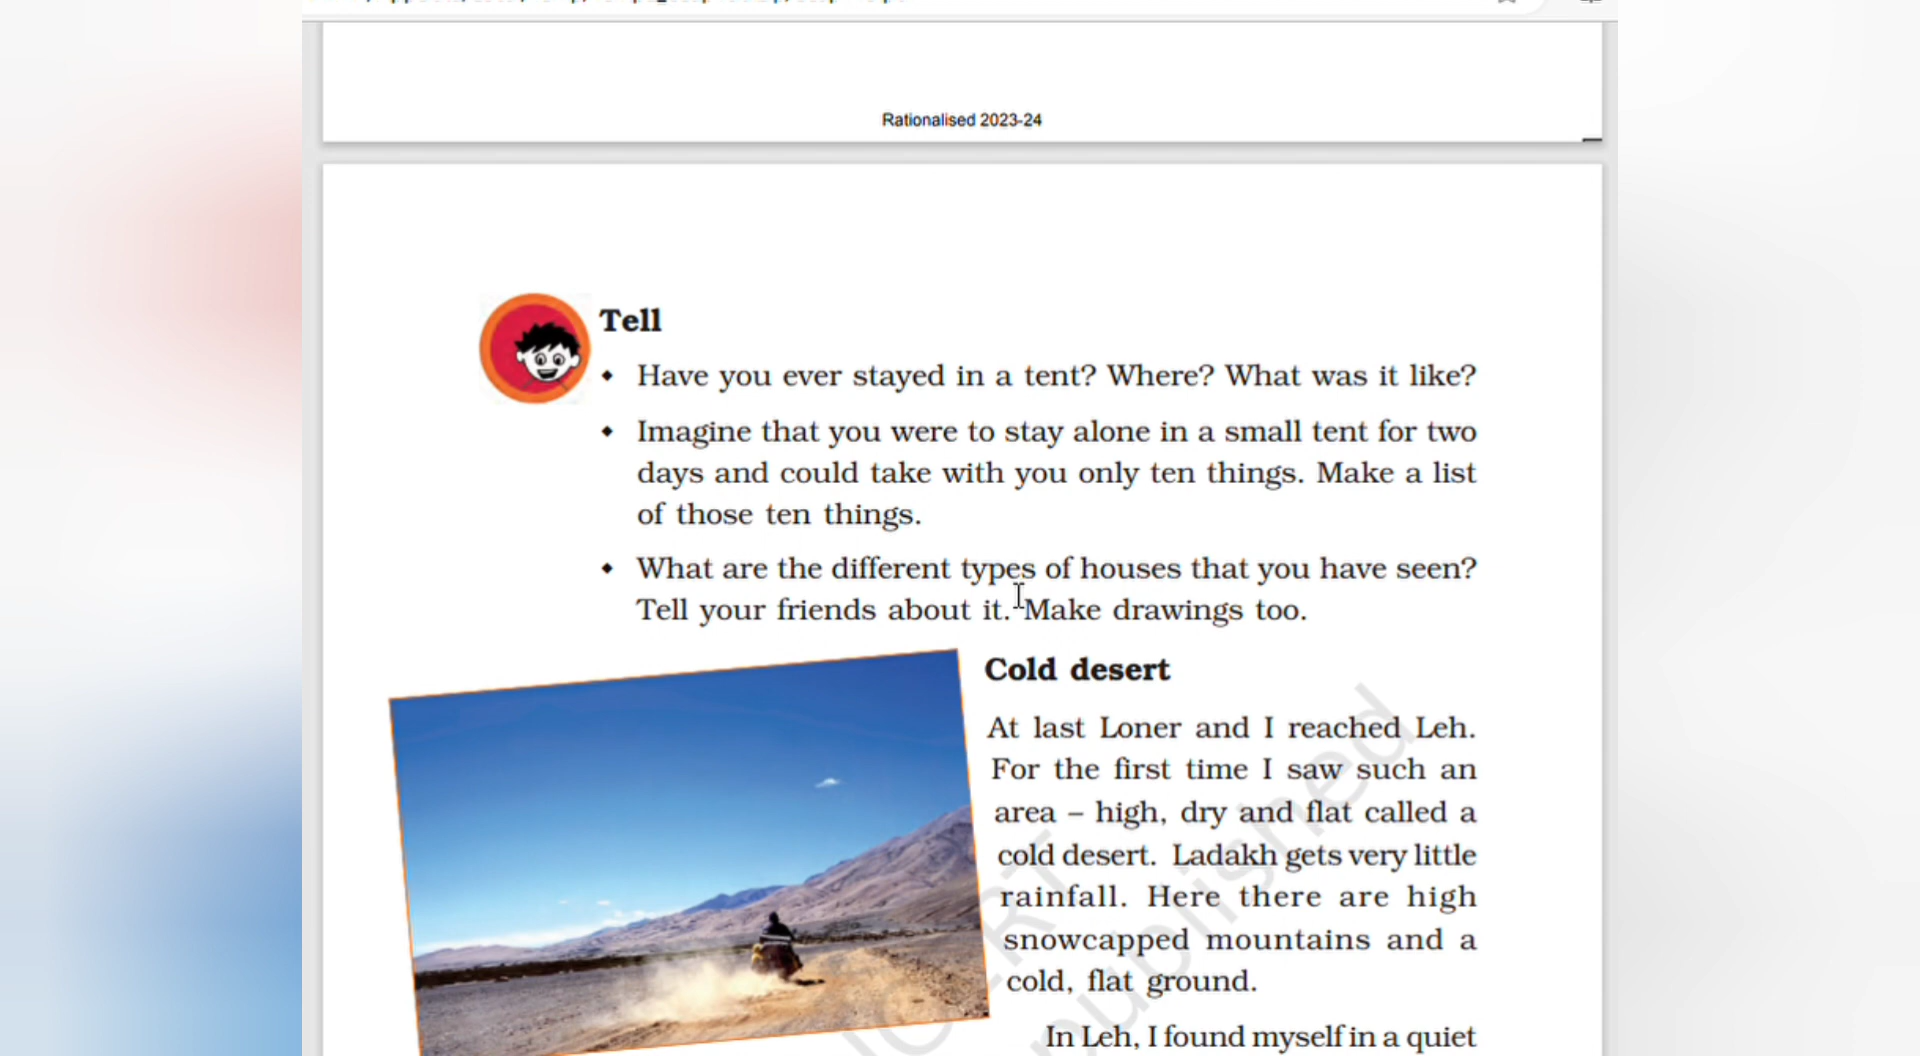 Rationalised 2023-24
Tell
◆ Have you ever stayed in a tent? Where? What was it like?
◆ Imagine that you were to stay alone in a small tent for two
days and could take with you only ten things. Make a list
of those ten things.
◆ What are the different types of houses that you have seen?
Tell your friends about it. Make drawings too.
Cold desert
At last Loner and I reached Leh.
For the first time I saw such an
area – high, dry and flat called a
cold desert. Ladakh gets very little
rainfall. Here there are high
snowcapped mountains and a
cold, flat ground.
In Leh, I found myself in a quiet
published